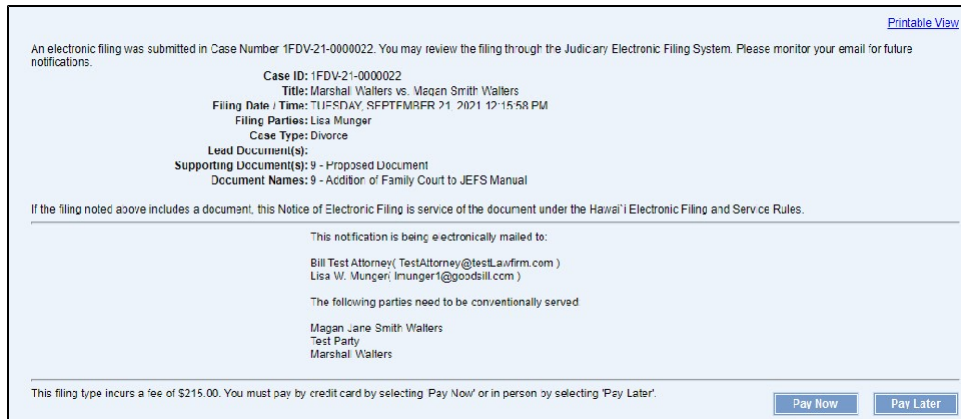 Printable View
An electronic filing was submitted in Case Number 1FDV-21-0000022. You may review the filing through the Judiciary Electronic Filing System. Please monitor your email for future
notifications.
Case ID: 1FDV-21-0000022
Title: Marshall Walters vs. Magan Smith Walters
Filing Date / Time: TUESDAY, SEPTEMBER 21, 2021 12:15:58 PM
Filing Parties: Lisa Munger
Case Type: Divorce
Lead Document(s):
Supporting Document(s): 9 - Proposed Document
Document Names: 9 - Addition of Family Court to JEFS Manual
If the filing noted above includes a document, this Notice of Electronic Filing is service of the document under the Hawai`i Electronic Filing and Service Rules.
This notification is being electronically mailed to:
Bill Test Attorney( TestAttorney@testLawfirm.com )
Lisa W. Munger( lmunger1@goodsill.com )
The following parties need to be conventionally served
Magan Jane Smith Walters
Test Party
Marshall Walters
This filing type incurs a fee of $215.00. You must pay by credit card by selecting 'Pay Now' or in person by selecting 'Pay Later'.
Pay Now Pay Later